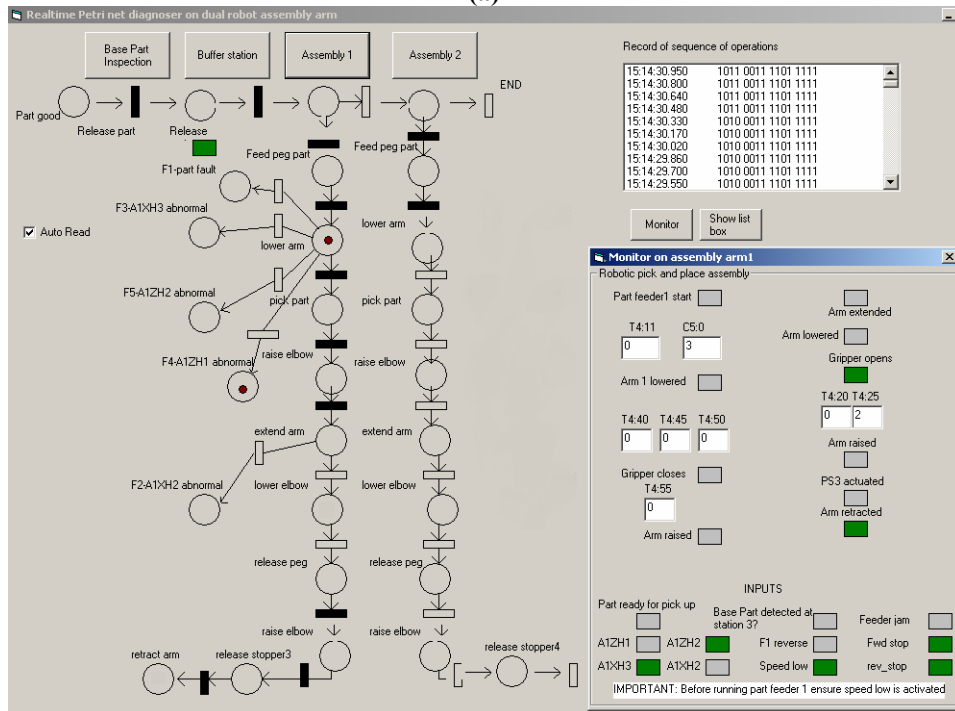 (a)
Realtime Petri net diagnoser on dual robot assembly arm
Base Part
Inspection
Buffer station
Assembly 1
Assembly 2
END
Part good
Release part
Release
Feed peg part
Feed peg part
F1-part fault
F3-A1XH3 abnormal
lower arm
lower arm
Auto Read
F5-A1ZH2 abnormal
pick part
pick part
F4-A1ZH1 abnormal
raise elbow
raise elbow
extend arm
extend arm
F2-A1XH2 abnormal
lower elbow
lower elbow
release peg
release peg
raise elbow
raise elbow
retract arm
release stopper3
release stopper4
Record of sequence of operations
15:14:30.950 1011 0011 1101 1111
15:14:30.800 1011 0011 1101 1111
15:14:30.640 1011 0011 1101 1111
15:14:30.480 1011 0011 1101 1111
15:14:30.330 1010 0011 1101 1111
15:14:30.170 1010 0011 1101 1111
15:14:30.020 1010 0011 1101 1111
15:14:29.860 1010 0011 1101 1111
15:14:29.700 1010 0011 1101 1111
15:14:29.550 1010 0011 1101 1111
Monitor
Show list
box
Monitor on assembly arm1
Robotic pick and place assembly
Part feeder1 start
Arm extended
T4:11 C5:0
0 3
Arm lowered
Gripper opens
Arm 1 lowered
T4:20 T4:25
0 2
T4:40 T4:45 T4:50
0 0 0
Arm raised
Gripper closes
PS3 actuated
T4:55
0
Arm retracted
Arm raised
INPUTS
Part ready for pick up
Base Part detected at
station 3?
Feeder jam
A1ZH1 A1ZH2 F1 reverse Fwd stop
A1XH3 A1XH2 Speed low rev_stop
IMPORTANT: Before running part feeder 1 ensure speed low is activated